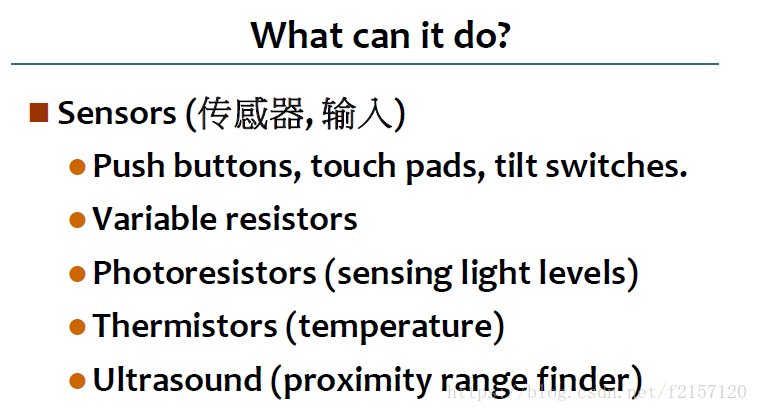 What can it do?
Sensors (传感器, 输入)
Push buttons, touch pads, tilt switches.
Variable resistors
Photoresistors (sensing light levels)
Thermistors (temperature)
Ultrasound (proximity range finder)
https://blog.csdn.net/f2157120